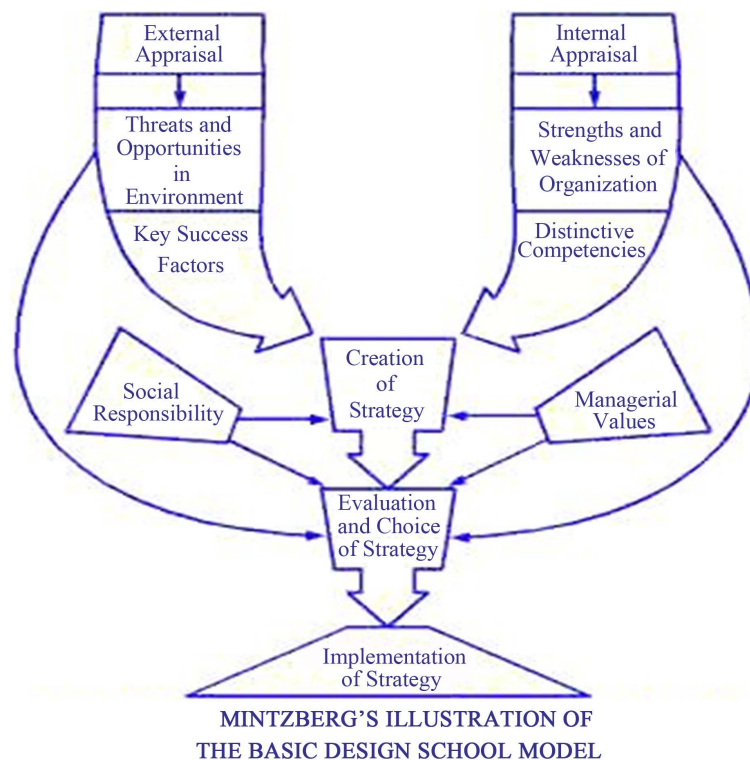 External
Appraisal
Internal
Appraisal
Threats and
Opportunities
in
Environment
Strengths and
Weaknesses of
Organization
Key Success
Factors
Distinctive
Competencies
Creation
of
Strategy
Social
Responsibility
Managerial
Values
Evaluation
and Choice
of Strategy
Implementation
of Strategy
MINTZBERG'S ILLUSTRATION OF
THE BASIC DESIGN SCHOOL MODEL